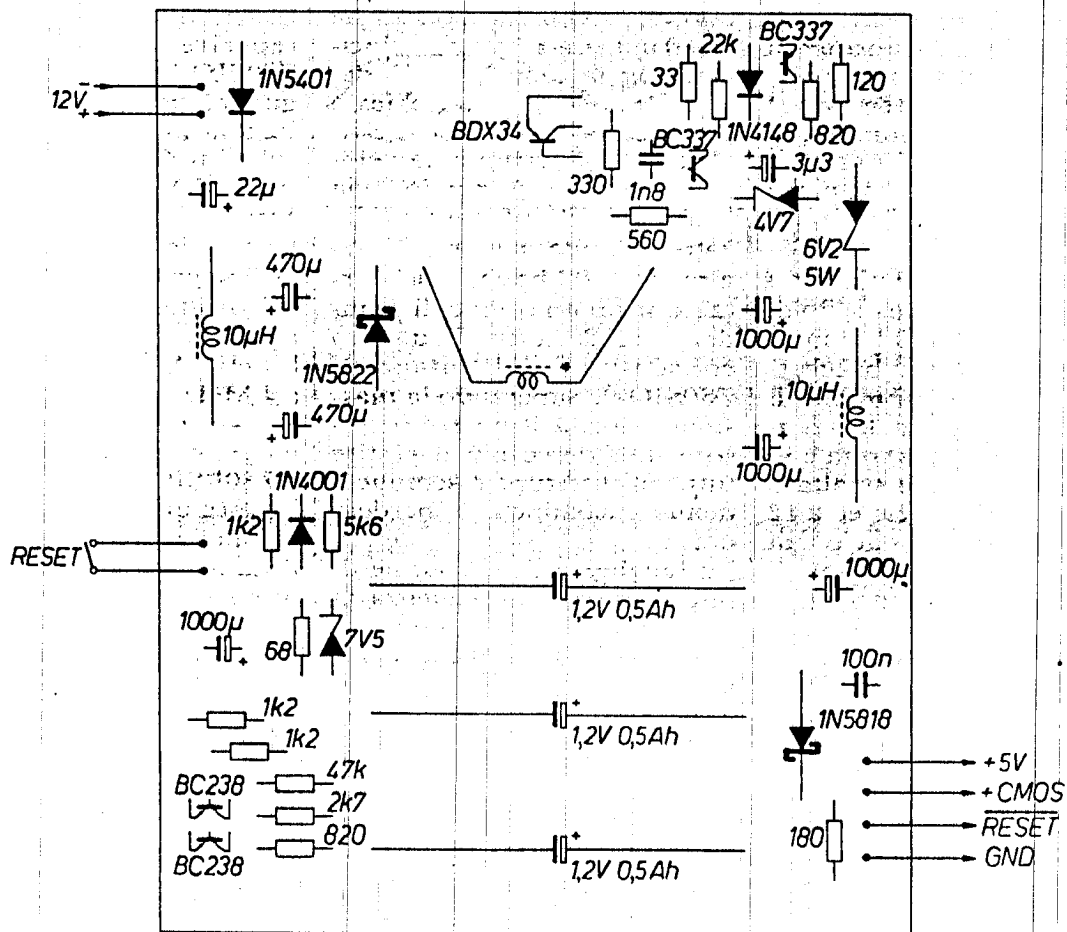 BC337
22k
1N5401
33
120
12V
-
+
BDX34
1N4148
820
BC337
+
3µ3
330
1n8
22µ
+
4V7
560
6V2
5W
470µ
+
+
1000µ
10µH
1N5822
10µH
470µ
+
+
1000µ
1N4001
1k2
5k6
RESET
+
1000µ
+
1,2V 0,5Ah
1000µ
+
68
7V5
100n
1k2
+
1,2V 0,5Ah
1N5818
1k2
+5V
47k
BC238
+CMOS
2k7
RESET
820
180
+
GND
BC238
1,2V 0,5Ah